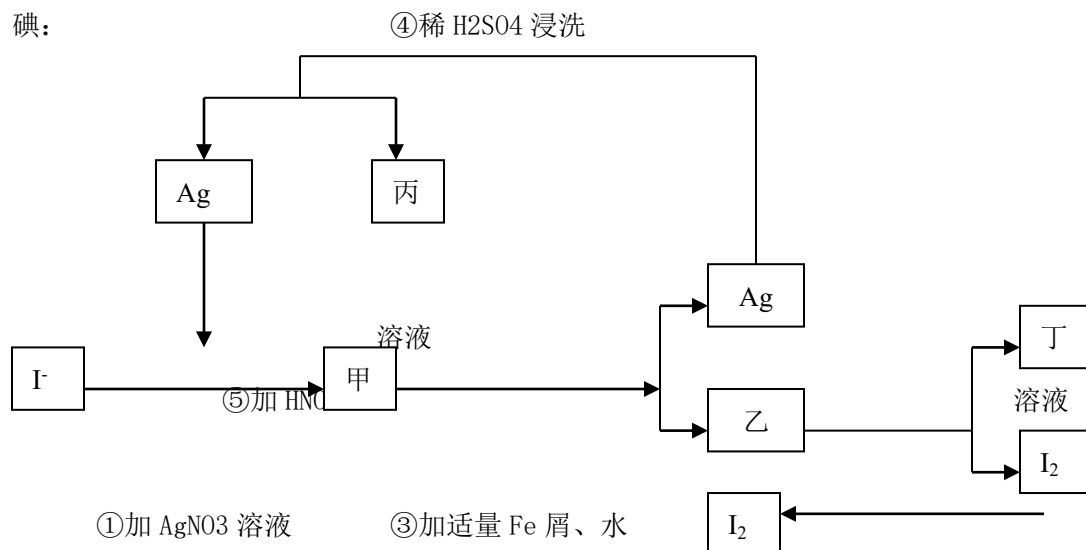 碘：
④稀 H2SO4 浸洗
Ag
丙
Ag
溶液
丁
I-
甲
⑤加 HNO
乙
溶液
I2
①加 AgNO3 溶液
③加适量 Fe 屑、水
I2